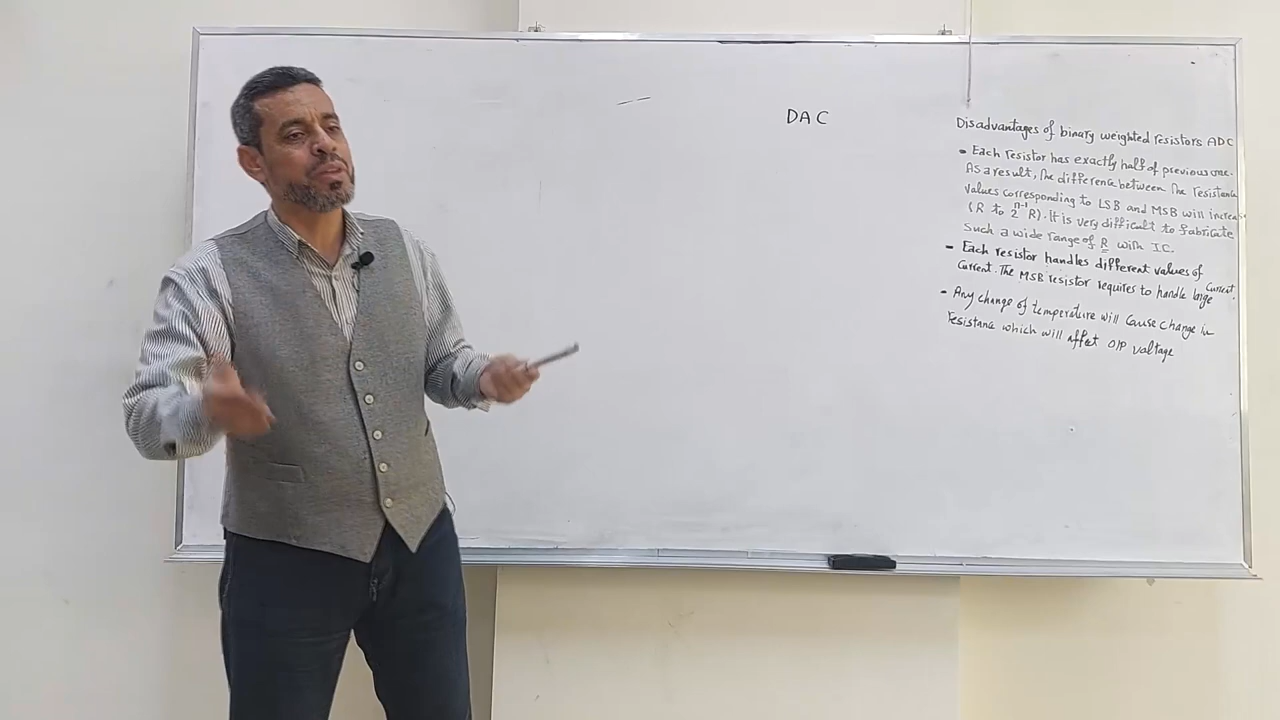 DAC
Disadvantages of binary weighted resistors ADC
• Each resistor has exactly half of previous one.
As a result, the difference between the resistance
values corresponding to LSB and MSB will increas
(R to 2^{n-1}R). It is very difficult to fabricate
such a wide range of R with IC.
• Each resistor handles different values of
Current. The MSB resistor requires to handle large Current.
• Any change of temperature will cause change in
resistance which will affect O/P voltage